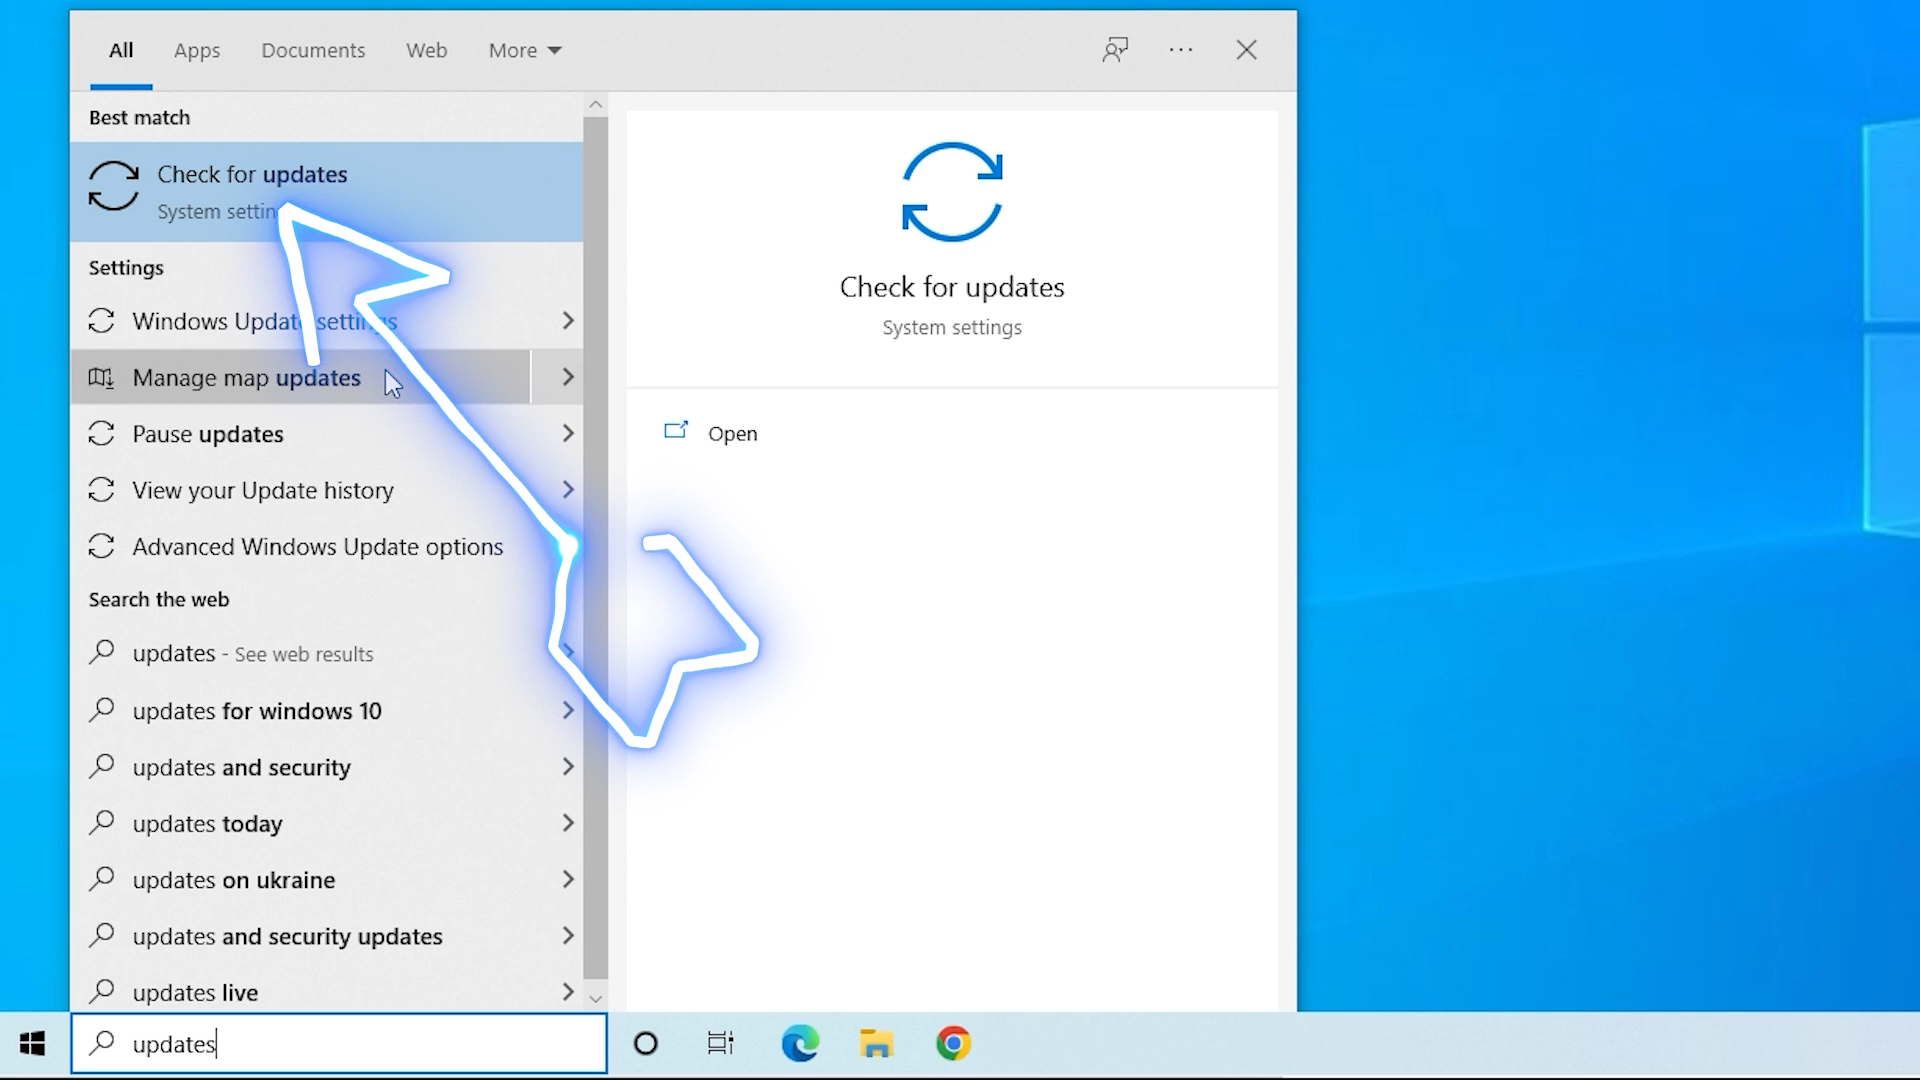 All Apps Documents Web More
Best match
Check for updates
System settings
Settings
Windows Update settings
Manage map updates
Pause updates
View your Update history
Advanced Windows Update options
Search the web
updates - See web results
updates for windows 10
updates and security
updates today
updates on ukraine
updates and security updates
updates live
updates
Check for updates
System settings
Open